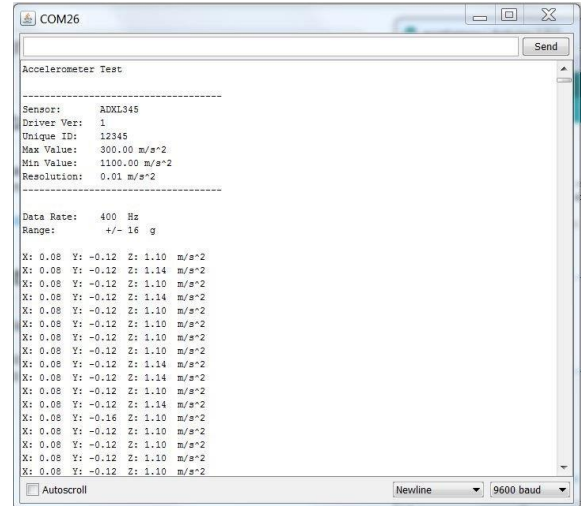 COM26
Send
Accelerometer Test
------------------------------------
Sensor: ADXL345
Driver Ver: 1
Unique ID: 12345
Max Value: 300.00 m/s^2
Min Value: 1100.00 m/s^2
Resolution: 0.01 m/s^2
------------------------------------
Data Rate: 400 Hz
Range: +/- 16 g
X: 0.08 Y: -0.12 Z: 1.10 m/s^2
X: 0.08 Y: -0.12 Z: 1.14 m/s^2
X: 0.08 Y: -0.12 Z: 1.10 m/s^2
X: 0.08 Y: -0.12 Z: 1.14 m/s^2
X: 0.08 Y: -0.12 Z: 1.10 m/s^2
X: 0.08 Y: -0.12 Z: 1.10 m/s^2
X: 0.08 Y: -0.12 Z: 1.10 m/s^2
X: 0.08 Y: -0.12 Z: 1.10 m/s^2
X: 0.08 Y: -0.12 Z: 1.14 m/s^2
X: 0.08 Y: -0.12 Z: 1.14 m/s^2
X: 0.08 Y: -0.12 Z: 1.10 m/s^2
X: 0.08 Y: -0.12 Z: 1.14 m/s^2
X: 0.08 Y: -0.16 Z: 1.10 m/s^2
X: 0.08 Y: -0.12 Z: 1.10 m/s^2
X: 0.08 Y: -0.12 Z: 1.10 m/s^2
X: 0.08 Y: -0.12 Z: 1.10 m/s^2
X: 0.08 Y: -0.12 Z: 1.10 m/s^2
Autoscroll
Newline
9600 baud